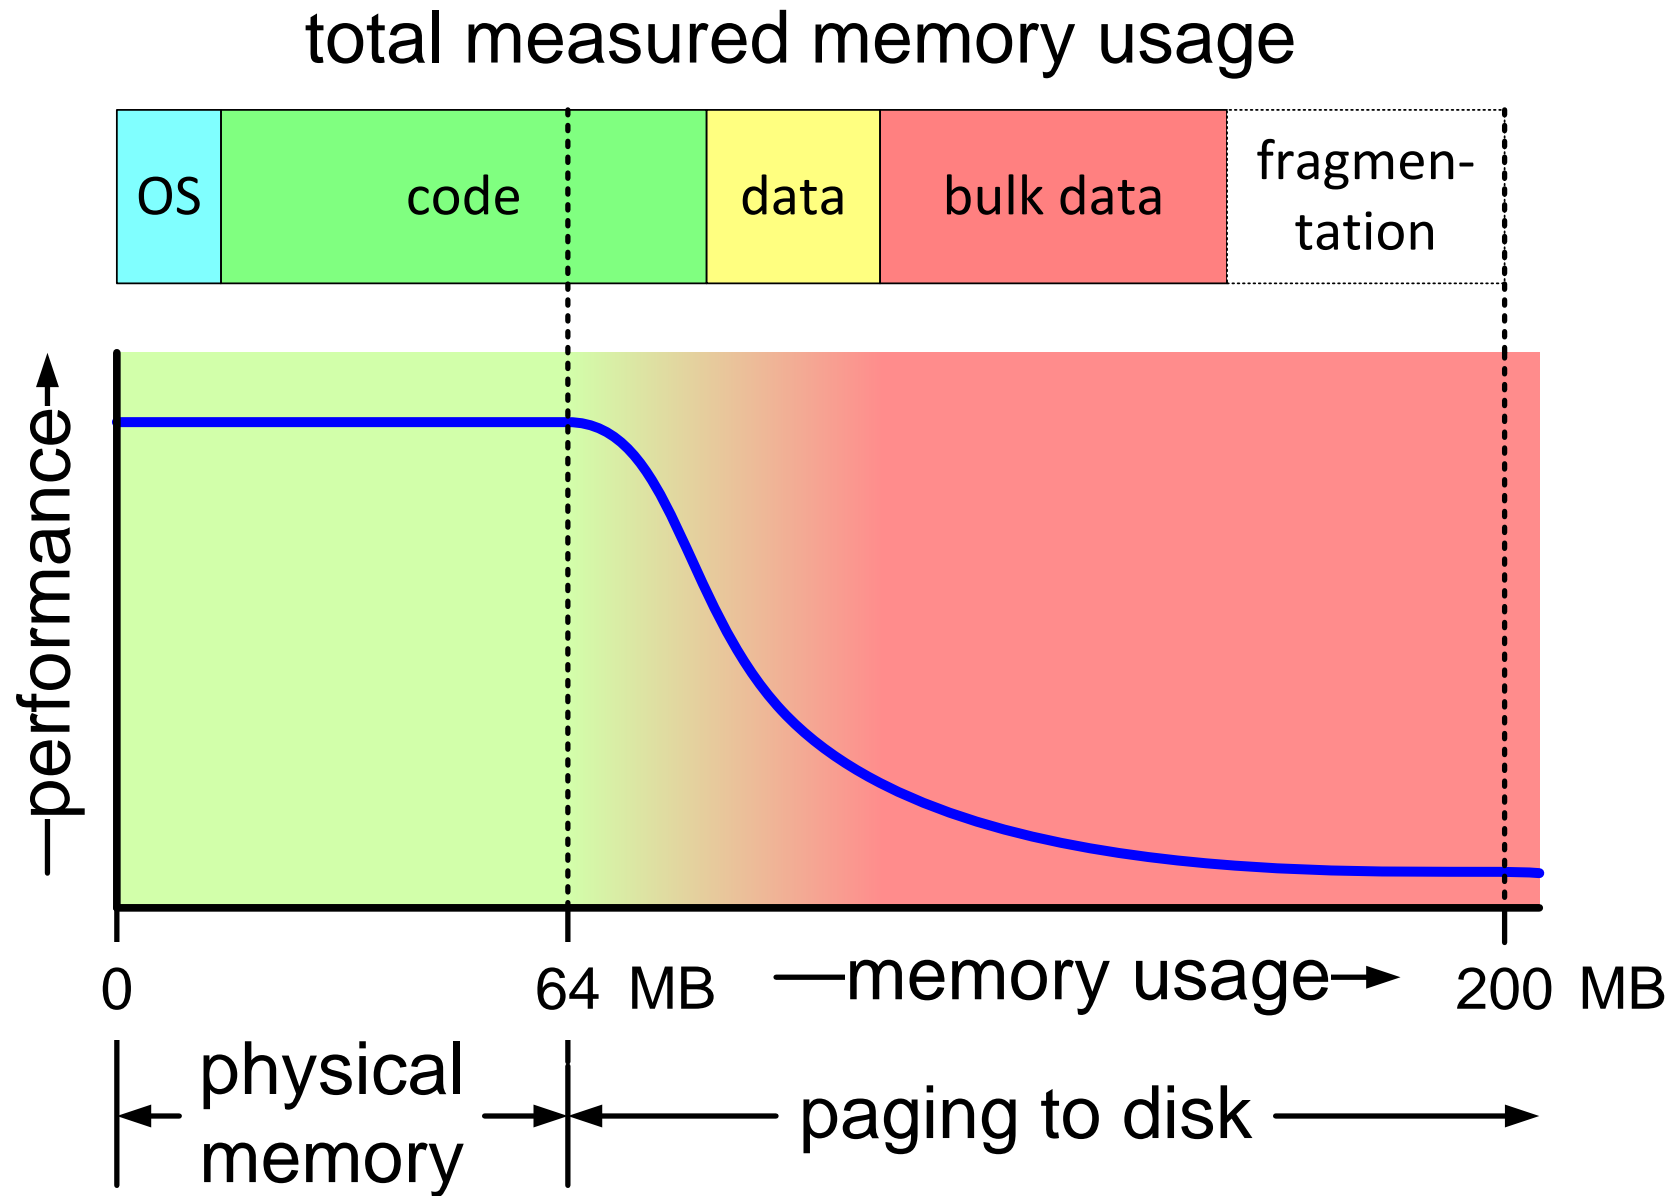 total measured memory usage
OS
code
data
bulk data
fragmen-
tation
performance
0
64 MB
memory usage
200 MB
physical
memory
paging to disk